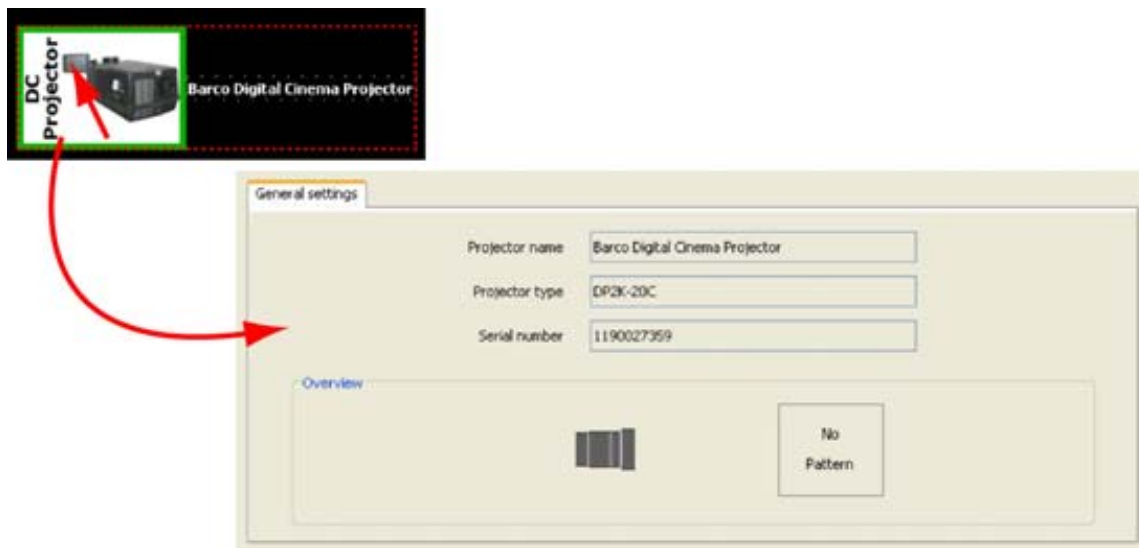 DC
Projector
Barco Digital Cinema Projector
General settings
Projector name Barco Digital Cinema Projector
Projector type DP2K-20C
Serial number 1190027359
Overview
No
Pattern